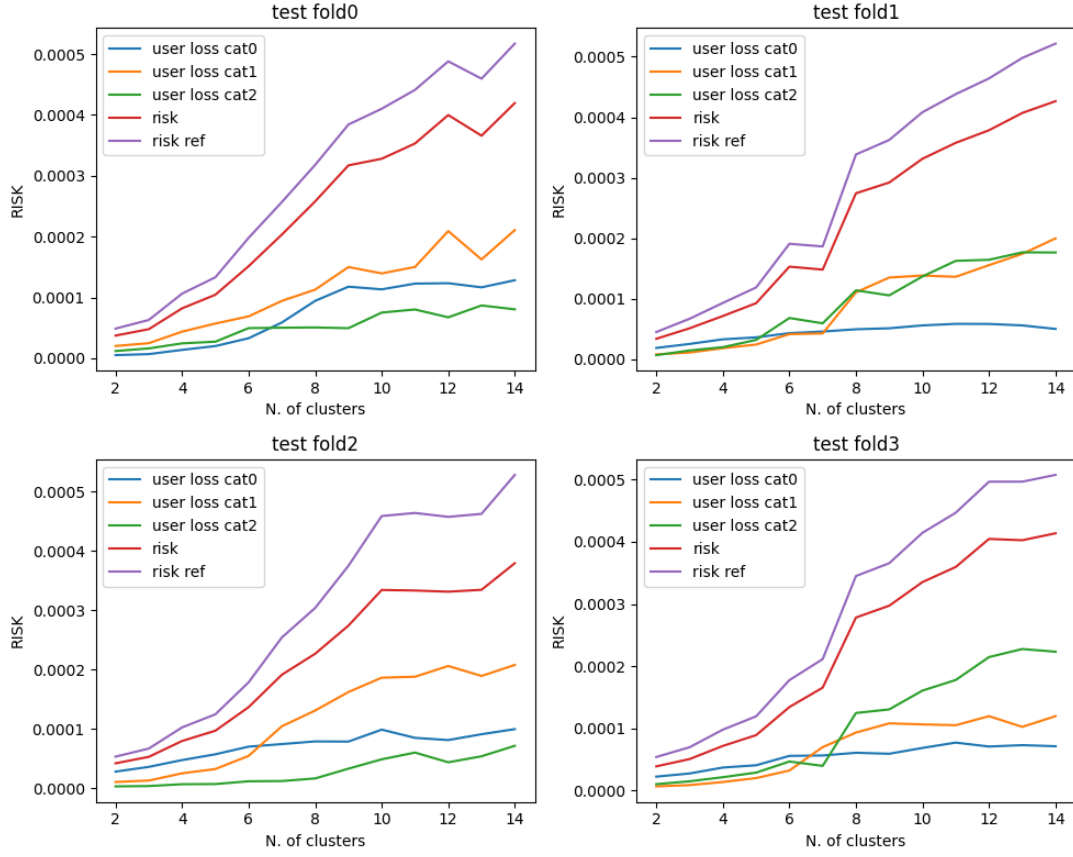 test fold0
0.0005
0.0004
0.0003
0.0002
0.0001
0.0000
RISK
user loss cat0
user loss cat1
user loss cat2
risk
risk ref
2 4 6 8 10 12 14
N. of clusters
test fold1
0.0005
0.0004
0.0003
0.0002
0.0001
0.0000
RISK
user loss cat0
user loss cat1
user loss cat2
risk
risk ref
2 4 6 8 10 12 14
N. of clusters
test fold2
0.0005
0.0004
0.0003
0.0002
0.0001
0.0000
RISK
user loss cat0
user loss cat1
user loss cat2
risk
risk ref
2 4 6 8 10 12 14
N. of clusters
test fold3
0.0005
0.0004
0.0003
0.0002
0.0001
0.0000
RISK
user loss cat0
user loss cat1
user loss cat2
risk
risk ref
2 4 6 8 10 12 14
N. of clusters